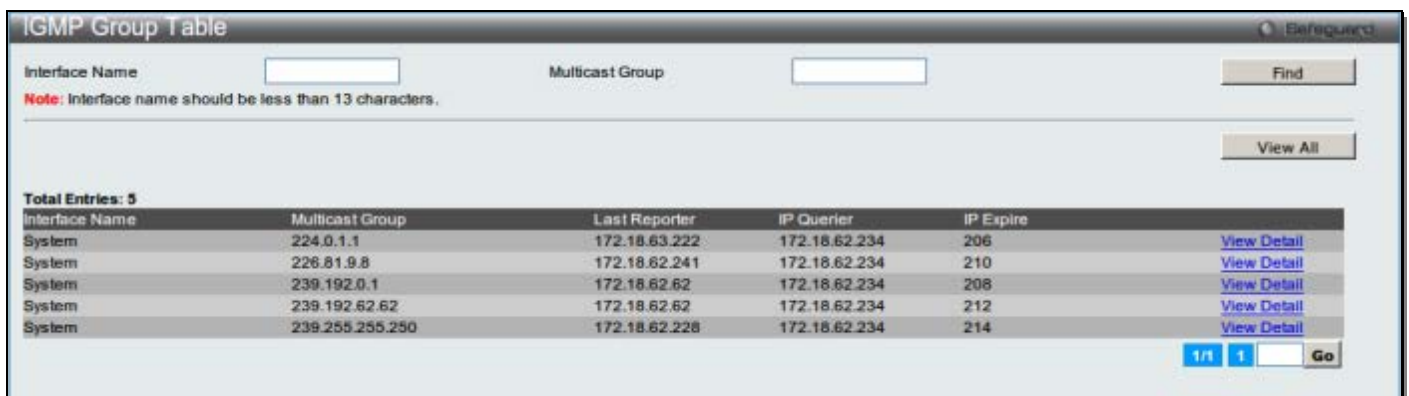 IGMP Group Table
Safeguard
Interface Name Multicast Group Find
Note: Interface name should be less than 13 characters.
View All
Total Entries: 5
Interface Name Multicast Group Last Reporter IP Querier IP Expire
System 224.0.1.1 172.18.63.222 172.18.62.234 206 View Detail
System 226.81.9.8 172.18.62.241 172.18.62.234 210 View Detail
System 239.192.0.1 172.18.62.62 172.18.62.234 208 View Detail
System 239.192.62.62 172.18.62.62 172.18.62.234 212 View Detail
System 239.255.255.250 172.18.62.228 172.18.62.234 214 View Detail
1/1 1 Go